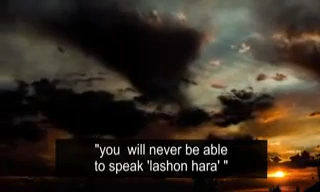 "you  will never be able
to speak 'lashon hara' "